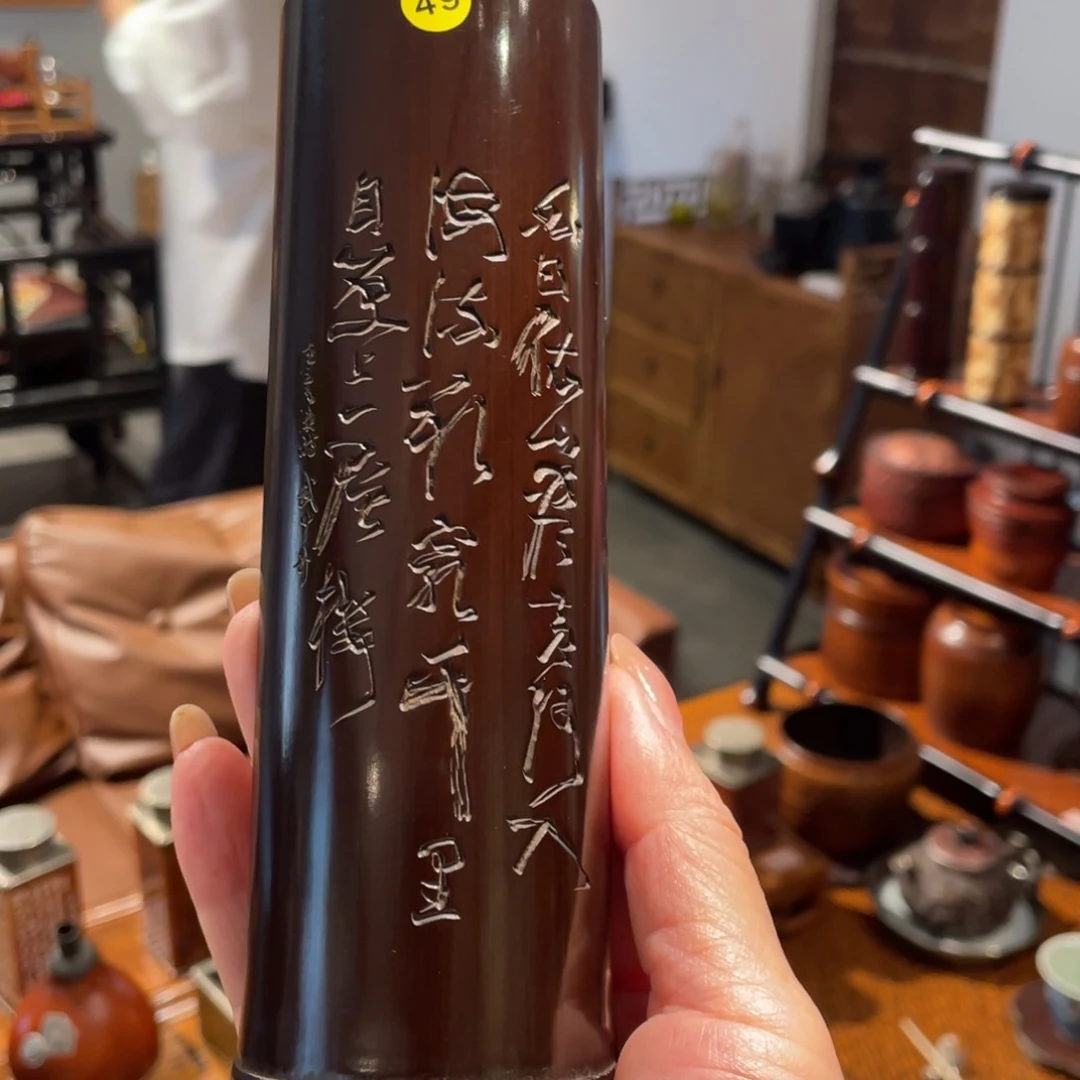 49
白日依山盡黄河入
海流欲窮千里
目更上一層樓